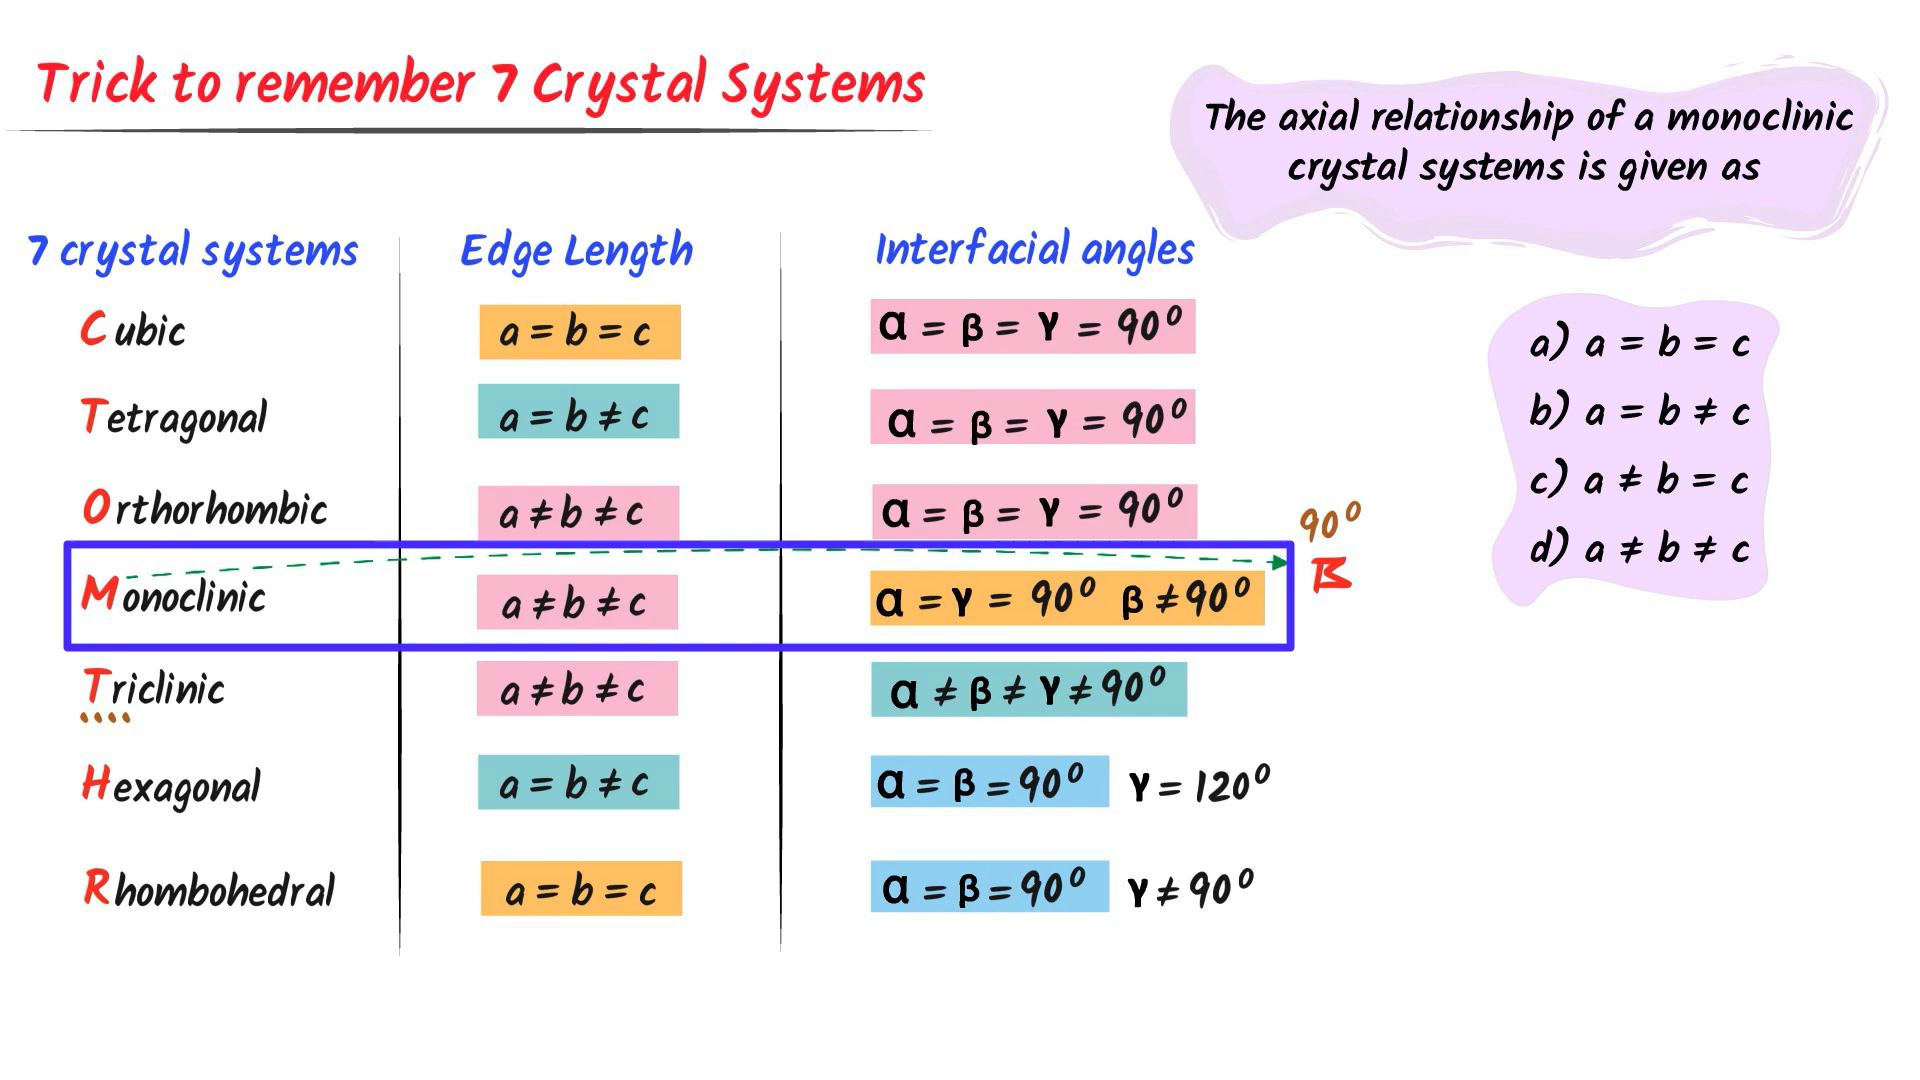 Trick to remember 7 Crystal Systems
The axial relationship of a monoclinic
crystal systems is given as
7 crystal systems Edge Length Interfacial angles
Cubic a = b = c α = β = γ = 90⁰
Tetragonal a = b ≠ c α = β = γ = 90⁰
Orthorhombic a ≠ b ≠ c α = β = γ = 90⁰
Monoclinic a ≠ b ≠ c α = γ = 90⁰ β ≠ 90⁰
Triclinic a ≠ b ≠ c α ≠ β ≠ γ ≠ 90⁰
Hexagonal a = b ≠ c α = β = 90⁰ γ = 120⁰
Rhombohedral a = b = c α = β = 90⁰ γ ≠ 90⁰
90⁰
a) a = b = c
b) a = b ≠ c
c) a ≠ b = c
d) a ≠ b ≠ c